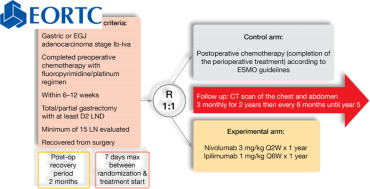 EORTC
criteria:
Gastric or EGJ
adenocarcinoma stage Ib-Iva
Completed preoperative
chemotherapy with
fluoropyrimidine/platinum
regimen
Within 6–12 weeks
Total/partial gastrectomy
with at least D2 LND
Minimum of 15 LN evaluated
Recovered from surgery
Post-op
recovery
period
2 months
7 days max
between
randomization &
treatment start
R
1:1
Control arm:
Postoperative chemotherapy (completion of
the perioperative treatment) according to
ESMO guidelines
Follow up: CT scan of the chest and abdomen
3 monthly for 2 years then every 6 months until year 5
Experimental arm:
Nivolumab 3 mg/kg Q2W x 1 year
Ipilimumab 1 mg/kg Q6W x 1 year